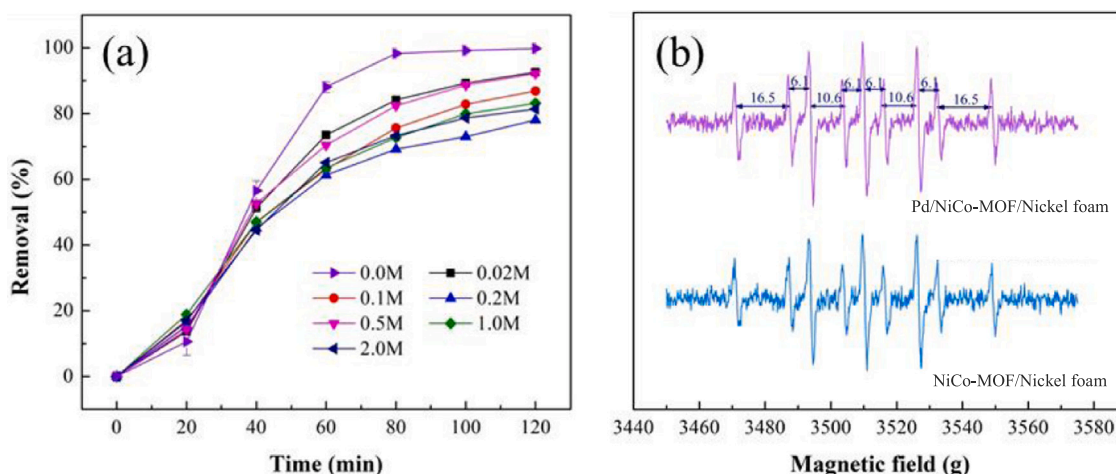 (a)
Removal (%)
100
80
60
40
20
0
0.0M
0.02M
0.1M
0.2M
0.5M
1.0M
2.0M
0 20 40 60 80 100 120
Time (min)
(b)
16.5 6.1 10.6 6.1 6.1 10.6 6.1 16.5
Pd/NiCo-MOF/Nickel foam
NiCo-MOF/Nickel foam
3440 3460 3480 3500 3520 3540 3560 3580
Magnetic field (g)